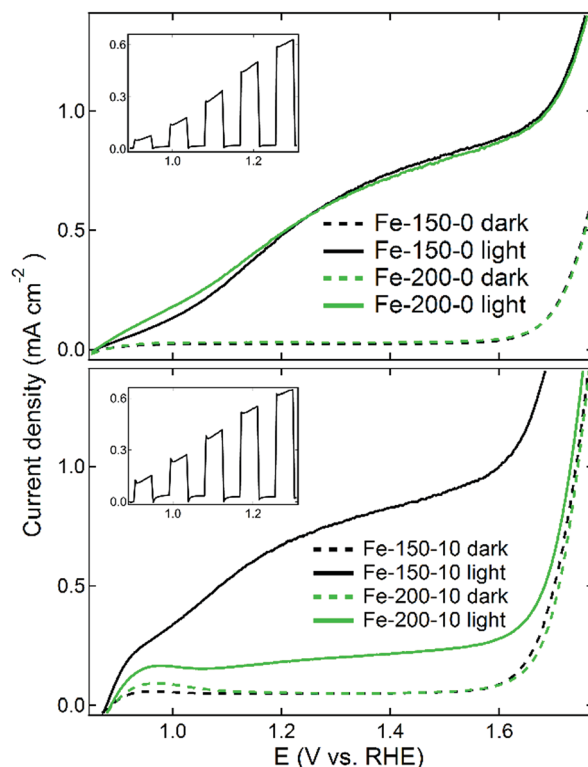 0.6
0.3
0.0
1.0
1.2
1.0
0.5
0.0
Fe-150-0 dark
Fe-150-0 light
Fe-200-0 dark
Fe-200-0 light
Current density (mA cm-2)
0.6
0.3
0.0
1.0
1.2
1.0
0.5
0.0
Fe-150-10 dark
Fe-150-10 light
Fe-200-10 dark
Fe-200-10 light
1.0 1.2 1.4 1.6
E (V vs. RHE)